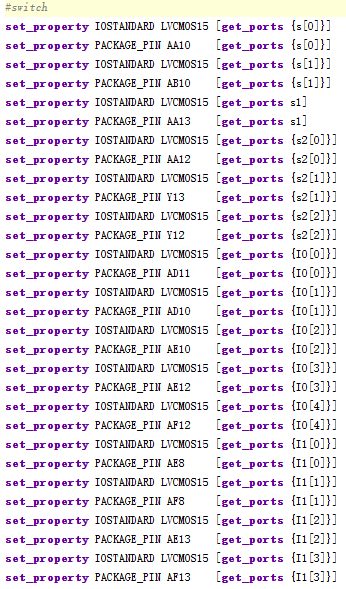 #switch
set_property IOSTANDARD LVCMOS15 [get_ports {s[0]}]
set_property PACKAGE_PIN AA10 [get_ports {s[0]}]
set_property IOSTANDARD LVCMOS15 [get_ports {s[1]}]
set_property PACKAGE_PIN AB10 [get_ports {s[1]}]
set_property IOSTANDARD LVCMOS15 [get_ports s1]
set_property PACKAGE_PIN AA13 [get_ports s1]
set_property IOSTANDARD LVCMOS15 [get_ports {s2[0]}]
set_property PACKAGE_PIN AA12 [get_ports {s2[0]}]
set_property IOSTANDARD LVCMOS15 [get_ports {s2[1]}]
set_property PACKAGE_PIN Y13 [get_ports {s2[1]}]
set_property IOSTANDARD LVCMOS15 [get_ports {s2[2]}]
set_property PACKAGE_PIN Y12 [get_ports {s2[2]}]
set_property IOSTANDARD LVCMOS15 [get_ports {I0[0]}]
set_property PACKAGE_PIN AD11 [get_ports {I0[0]}]
set_property IOSTANDARD LVCMOS15 [get_ports {I0[1]}]
set_property PACKAGE_PIN AD10 [get_ports {I0[1]}]
set_property IOSTANDARD LVCMOS15 [get_ports {I0[2]}]
set_property PACKAGE_PIN AE10 [get_ports {I0[2]}]
set_property IOSTANDARD LVCMOS15 [get_ports {I0[3]}]
set_property PACKAGE_PIN AE12 [get_ports {I0[3]}]
set_property IOSTANDARD LVCMOS15 [get_ports {I0[4]}]
set_property PACKAGE_PIN AF12 [get_ports {I0[4]}]
set_property IOSTANDARD LVCMOS15 [get_ports {I1[0]}]
set_property PACKAGE_PIN AE8 [get_ports {I1[0]}]
set_property IOSTANDARD LVCMOS15 [get_ports {I1[1]}]
set_property PACKAGE_PIN AF8 [get_ports {I1[1]}]
set_property IOSTANDARD LVCMOS15 [get_ports {I1[2]}]
set_property PACKAGE_PIN AE13 [get_ports {I1[2]}]
set_property IOSTANDARD LVCMOS15 [get_ports {I1[3]}]
set_property PACKAGE_PIN AF13 [get_ports {I1[3]}]